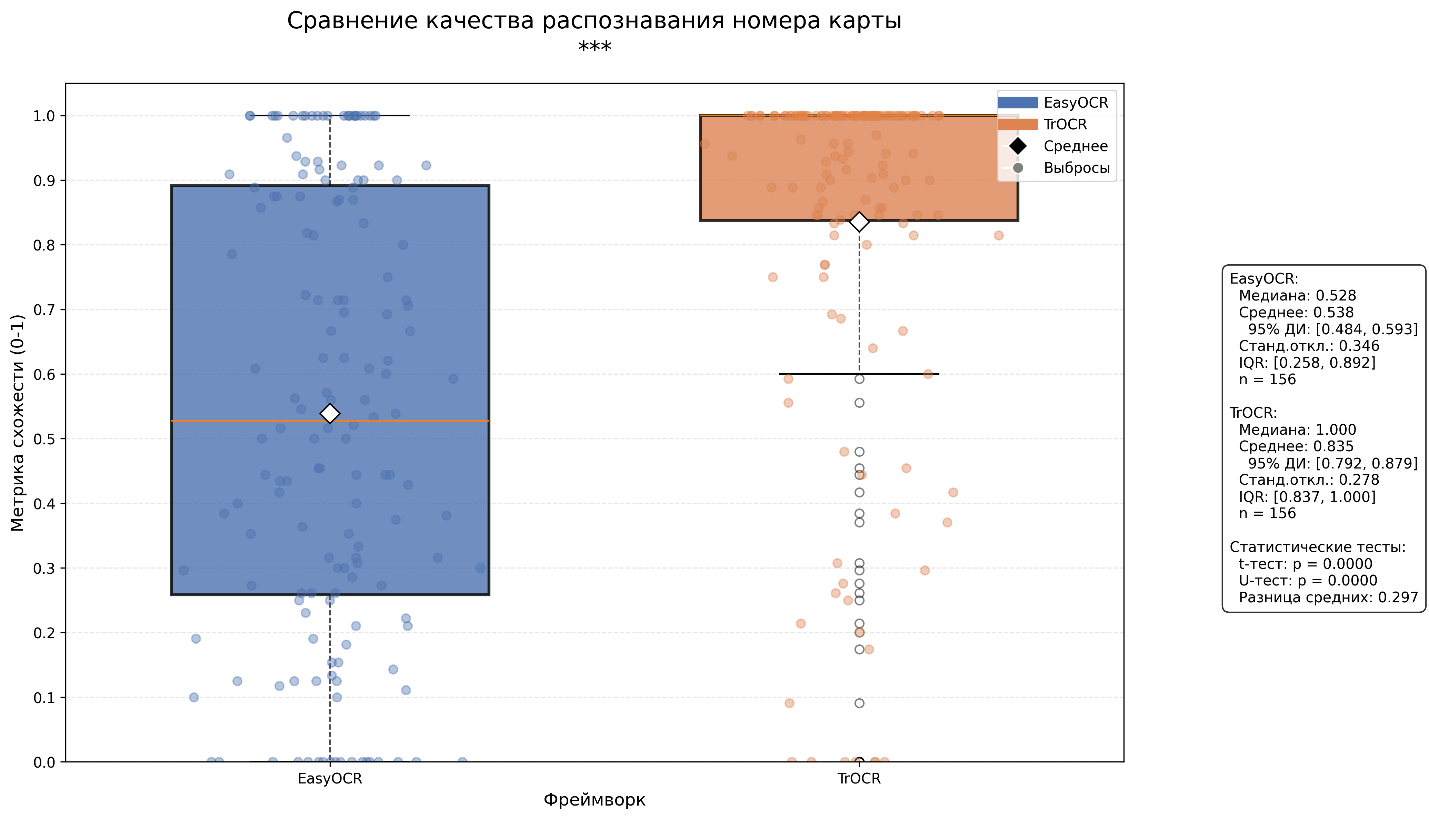 Сравнение качества распознавания номера карты
***
Метрика схожести (0-1)
1.0
0.9
0.8
0.7
0.6
0.5
0.4
0.3
0.2
0.1
0.0
EasyOCR
TrOCR
Фреймворк
EasyOCR
TrOCR
Среднее
Выбросы
EasyOCR:
Медиана: 0.528
Среднее: 0.538
95% ДИ: [0.484, 0.593]
Станд.откл.: 0.346
IQR: [0.258, 0.892]
n = 156
TrOCR:
Медиана: 1.000
Среднее: 0.835
95% ДИ: [0.792, 0.879]
Станд.откл.: 0.278
IQR: [0.837, 1.000]
n = 156
Статистические тесты:
t-тест: p = 0.0000
U-тест: p = 0.0000
Разница средних: 0.297